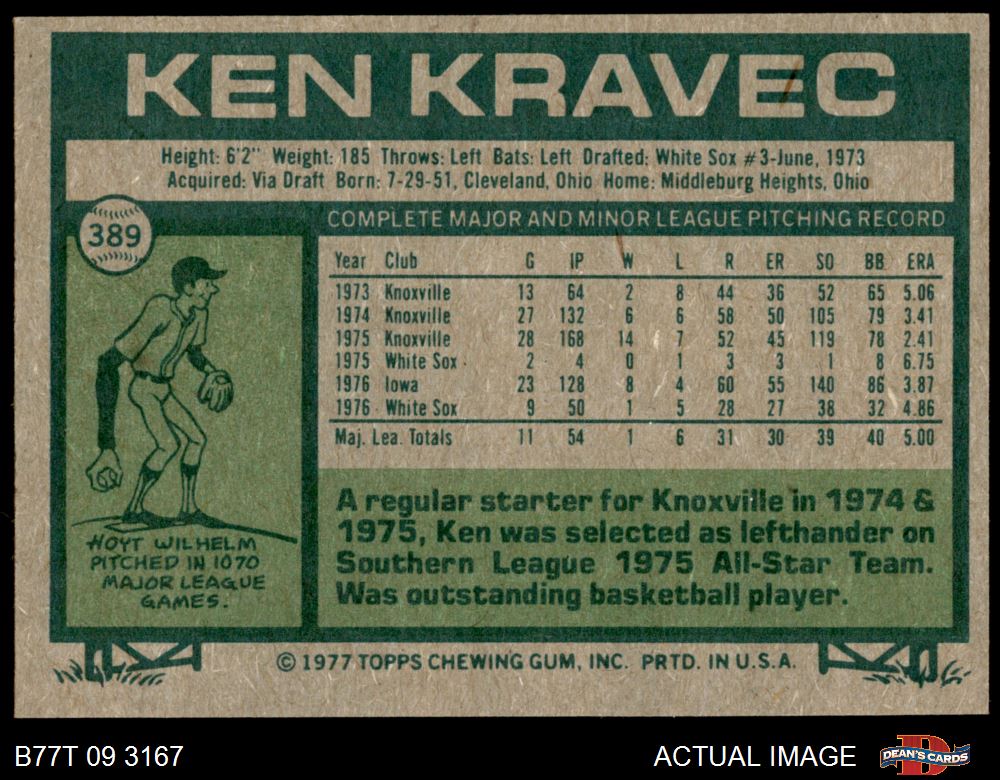 KEN KRAVEC
Height: 6'2" Weight: 185 Throws: Left Bats: Left Drafted: White Sox #3-June, 1973
Acquired: Via Draft Born: 7-29-51, Cleveland, Ohio Home: Middleburg Heights, Ohio
389
COMPLETE MAJOR AND MINOR LEAGUE PITCHING RECORD
Year Club G IP W L R ER SO BB ERA
1973 Knoxville 13 64 2 8 44 36 52 65 5.06
1974 Knoxville 27 132 6 6 58 50 105 79 3.41
1975 Knoxville 28 168 14 7 52 45 119 78 2.41
1975 White Sox 2 4 0 1 3 3 1 8 6.75
1976 Iowa 23 128 8 4 60 55 140 86 3.87
1976 White Sox 9 50 1 5 28 27 38 32 4.86
Maj. Lea. Totals 11 54 1 6 31 30 39 40 5.00
HOYT WILHELM
PITCHED IN 1070
MAJOR LEAGUE
GAMES.
A regular starter for Knoxville in 1974 &
1975, Ken was selected as lefthander on
Southern League 1975 All-Star Team.
Was outstanding basketball player.
© 1977 TOPPS CHEWING GUM, INC. PRTD. IN U.S.A.
B77T 09 3167 ACTUAL IMAGE DEAN'S CARDS